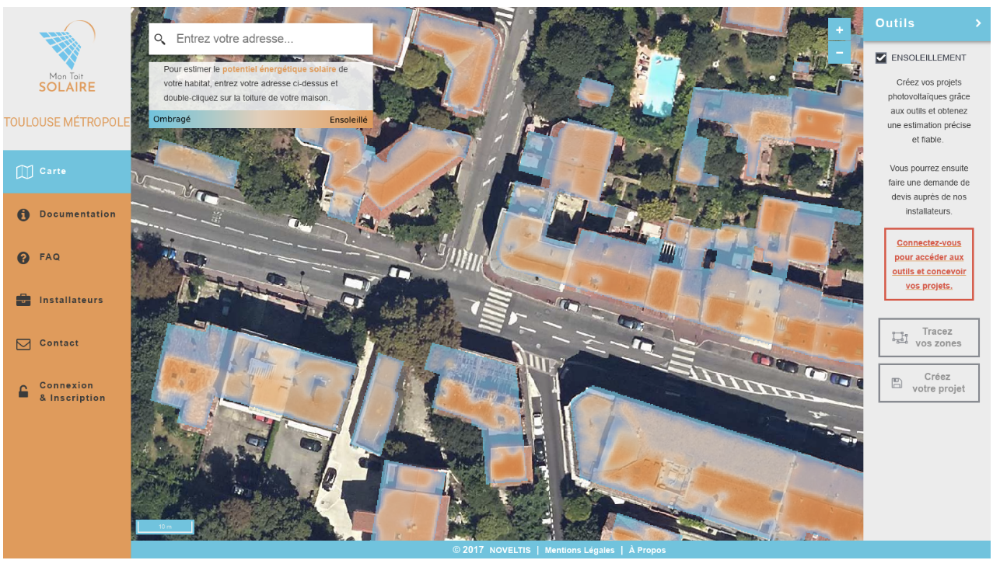 Mon Toit
SOLAIRE
TOULOUSE MÉTROPOLE
Carte
Documentation
FAQ
Installateurs
Contact
Connexion
& Inscription
Entrez votre adresse...
Pour estimer le potentiel énergétique solaire de
votre habitat, entrez votre adresse ci-dessus et
double-cliquez sur la toiture de votre maison.
Ombragé
Ensoleillé
BUS
10 m
+
−
Outils
ENSOLEILLEMENT
Créez vos projets
photovoltaïques grâce
aux outils et obtenez
une estimation précise
et fiable.
Vous pourrez ensuite
faire une demande de
devis auprés de nos
installateurs.
Connectez-vous
pour accéder aux
outils et concevoir
vos projets.
Tracez
vos zones
Créez
votre projet
© 2017 NOVELTIS | Mentions Légales | À Propos